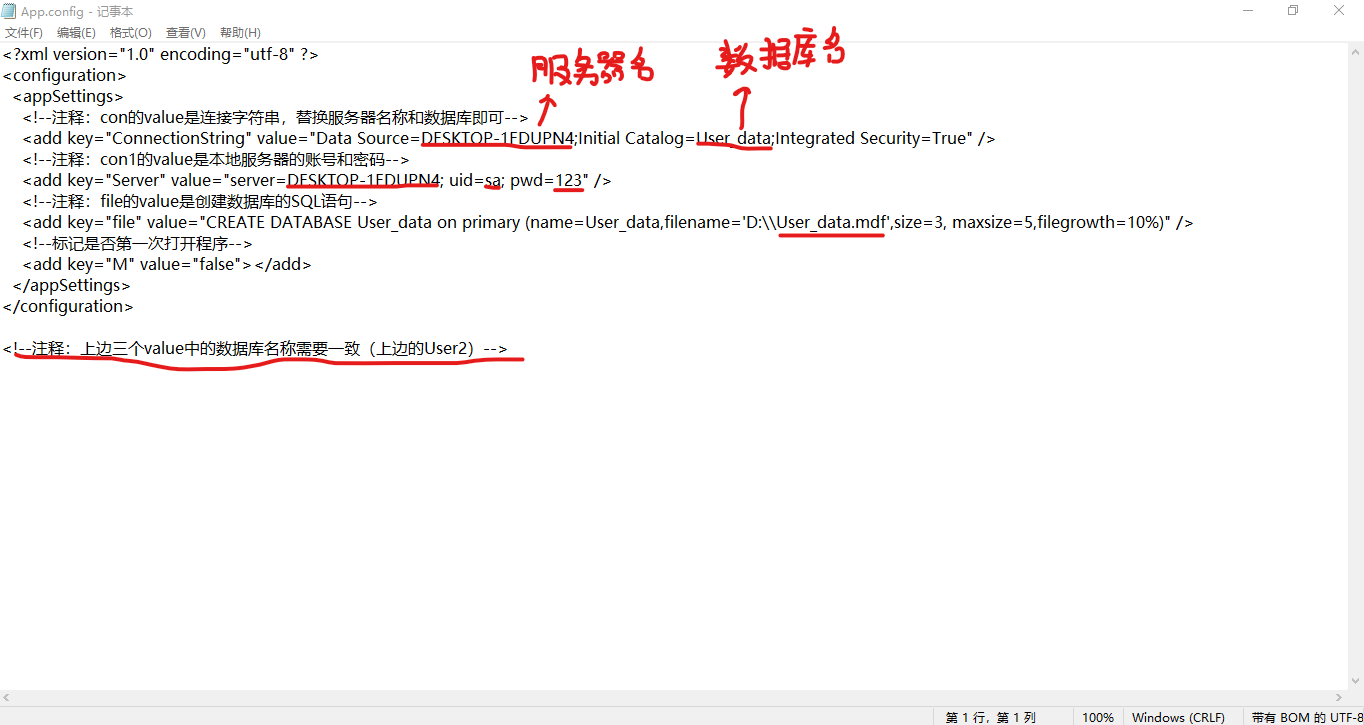 App.config - 记事本
文件(F) 编辑(E) 格式(O) 查看(V) 帮助(H)
服务器名 数据库名
<?xml version="1.0" encoding="utf-8" ?>
<configuration>
<appSettings>
<!--注释：con的value是连接字符串，替换服务器名称和数据库即可-->
<add key="ConnectionString" value="Data Source=DESKTOP-1EDUPN4;Initial Catalog=User_data;Integrated Security=True" />
<!--注释：con1的value是本地服务器的账号和密码-->
<add key="Server" value="server=DESKTOP-1EDUPN4; uid=sa; pwd=123" />
<!--注释：file的value是创建数据库的SQL语句-->
<add key="file" value="CREATE DATABASE User_data on primary (name=User_data,filename='D:\\User_data.mdf',size=3, maxsize=5,filegrowth=10%)" />
<!--标记是否第一次打开程序-->
<add key="M" value="false"></add>
</appSettings>
</configuration>
<!--注释：上边三个value中的数据库名称需要一致（上边的User2）-->
第 1 行，第 1 列 100% Windows (CRLF) 带有 BOM 的 UTF-8